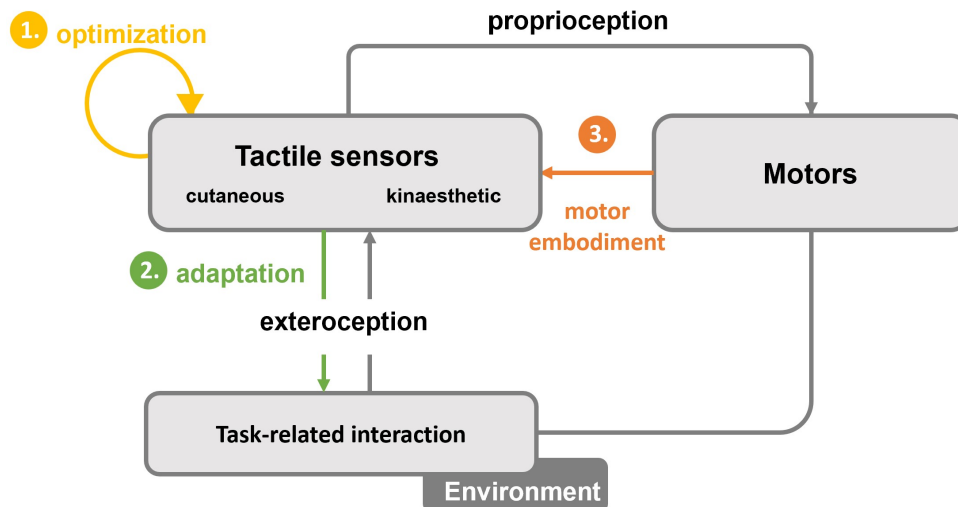 proprioception
1. optimization
Tactile sensors
cutaneous kinaesthetic
3.
Motors
motor
embodiment
2. adaptation
exteroception
Task-related interaction
Environment